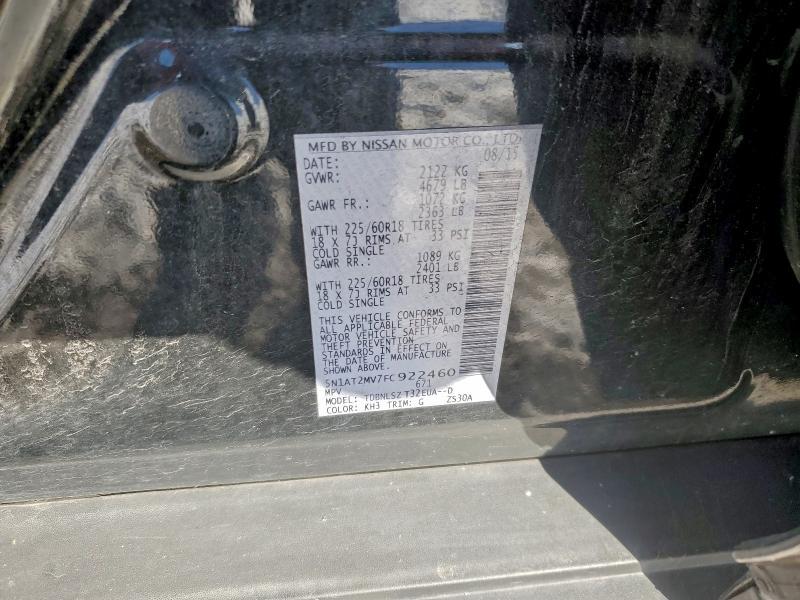 MFD BY NISSAN MOTOR CO., LTD.
DATE: 08/15
GVWR: 2122 KG
4679 LB
GAWR FR.: 1072 KG
2363 LB
WITH 225/60R18 TIRES
18 X 7J RIMS AT 33 PSI
COLD SINGLE
GAWR RR.: 1089 KG
2401 LB
WITH 225/60R18 TIRES
18 X 7J RIMS AT 33 PSI
COLD SINGLE
THIS VEHICLE CONFORMS TO
ALL APPLICABLE FEDERAL
MOTOR VEHICLE SAFETY AND
THEFT PREVENTION
STANDARDS IN EFFECT ON
THE DATE OF MANUFACTURE
SHOWN ABOVE.
5N1AT2MV7FC922460
MPV 671
MODEL: TDBNLSZ T32EUA--D
COLOR: KH3 TRIM: G ZS30A